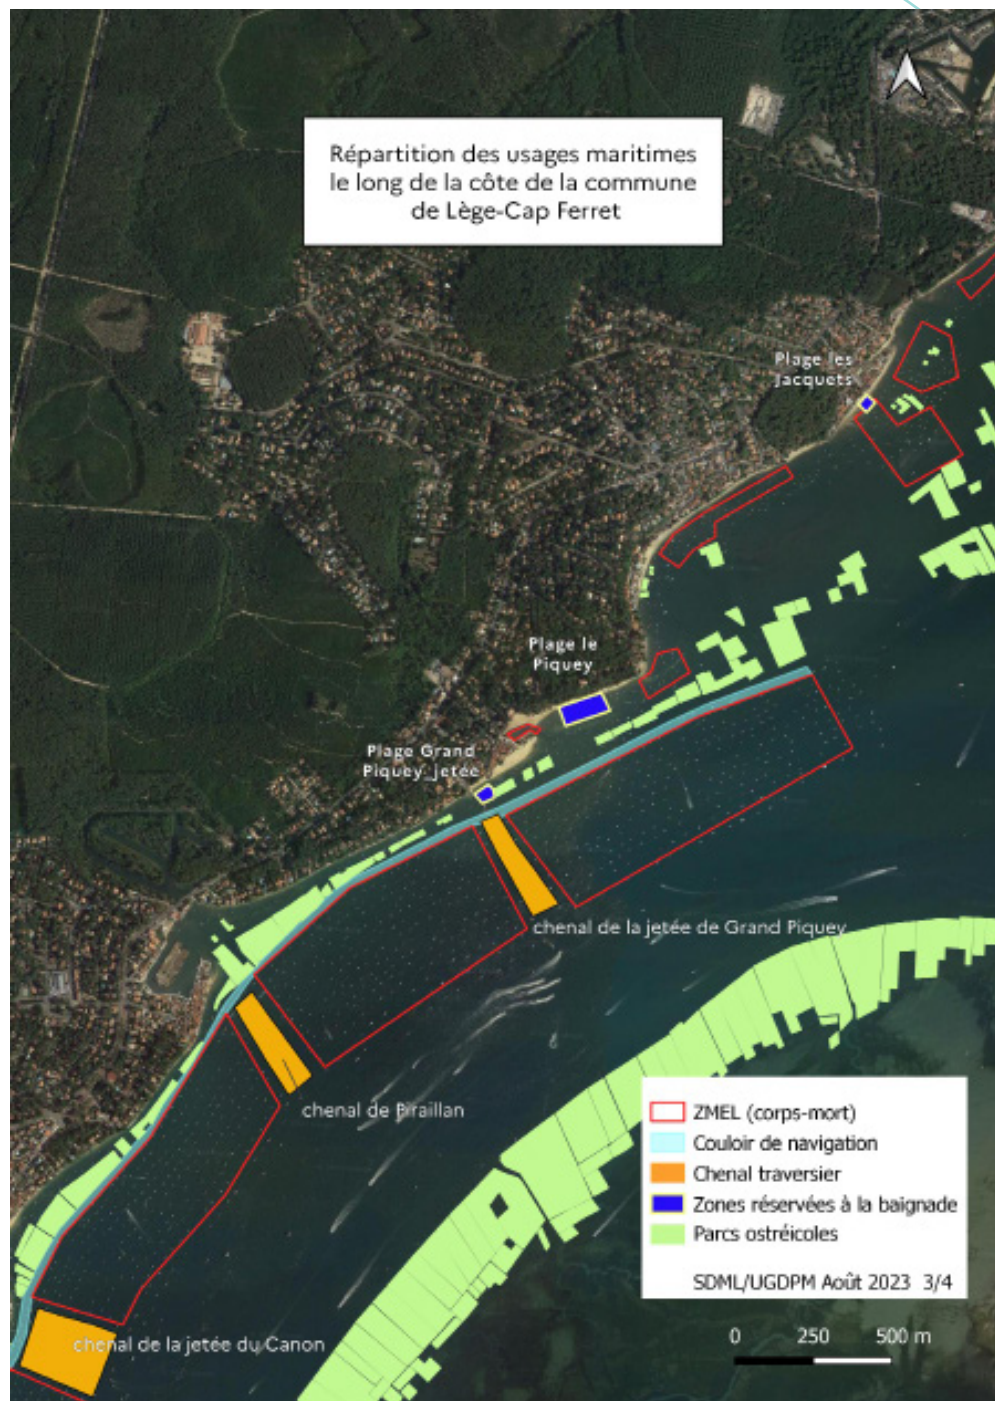 Répartition des usages maritimes
le long de la côte de la commune
de Lège-Cap Ferret
Plage les
Jacquets
Plage le
Piquey
Plage Grand
Piquey_jetée
chenal de la jetée de Grand Piquey
chenal de Piraillan
chenal de la jetée du Canon
ZMEL (corps-mort)
Couloir de navigation
Chenal traversier
Zones réservées à la baignade
Parcs ostréicoles
SDML/UGDPM Août 2023 3/4
0 250 500 m